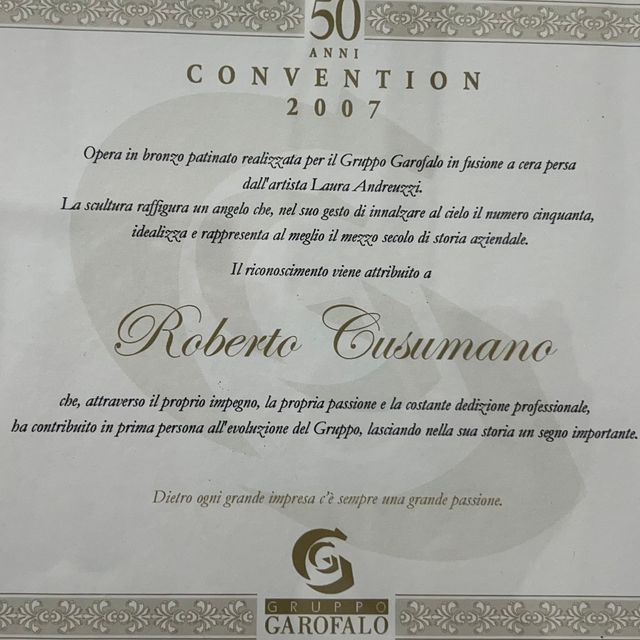 50
ANNI
CONVENTION
2007
Opera in bronzo patinato realizzata per il Gruppo Garofalo in fusione a cera persa
dall'artista Laura Andreuzzi.
La scultura raffigura un angelo che, nel suo gesto di innalzare al cielo il numero cinquanta,
idealizza e rappresenta al meglio il mezzo secolo di storia aziendale.
Il riconoscimento viene attribuito a
Roberto Cusumano
che, attraverso il proprio impegno, la propria passione e la costante dedizione professionale,
ha contribuito in prima persona all'evoluzione del Gruppo, lasciando nella sua storia un segno importante.
Dietro ogni grande impresa c'è sempre una grande passione.
GRUPPO
GAROFALO